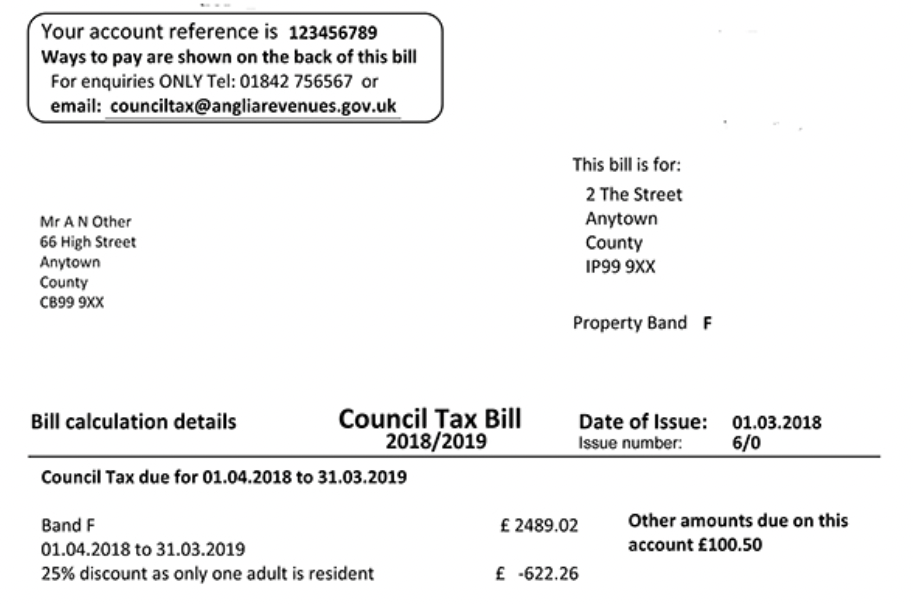 Your account reference is 123456789
Ways to pay are shown on the back of this bill
For enquiries ONLY Tel: 01842 756567 or
email: counciltax@angliarevenues.gov.uk
This bill is for:
2 The Street
Anytown
County
IP99 9XX
Mr A N Other
66 High Street
Anytown
County
CB99 9XX
Property Band F
Bill calculation details
Council Tax Bill
2018/2019
Date of Issue: 01.03.2018
Issue number: 6/0
Council Tax due for 01.04.2018 to 31.03.2019
Band F £ 2489.02
01.04.2018 to 31.03.2019
25% discount as only one adult is resident £ -622.26
Other amounts due on this
account £100.50